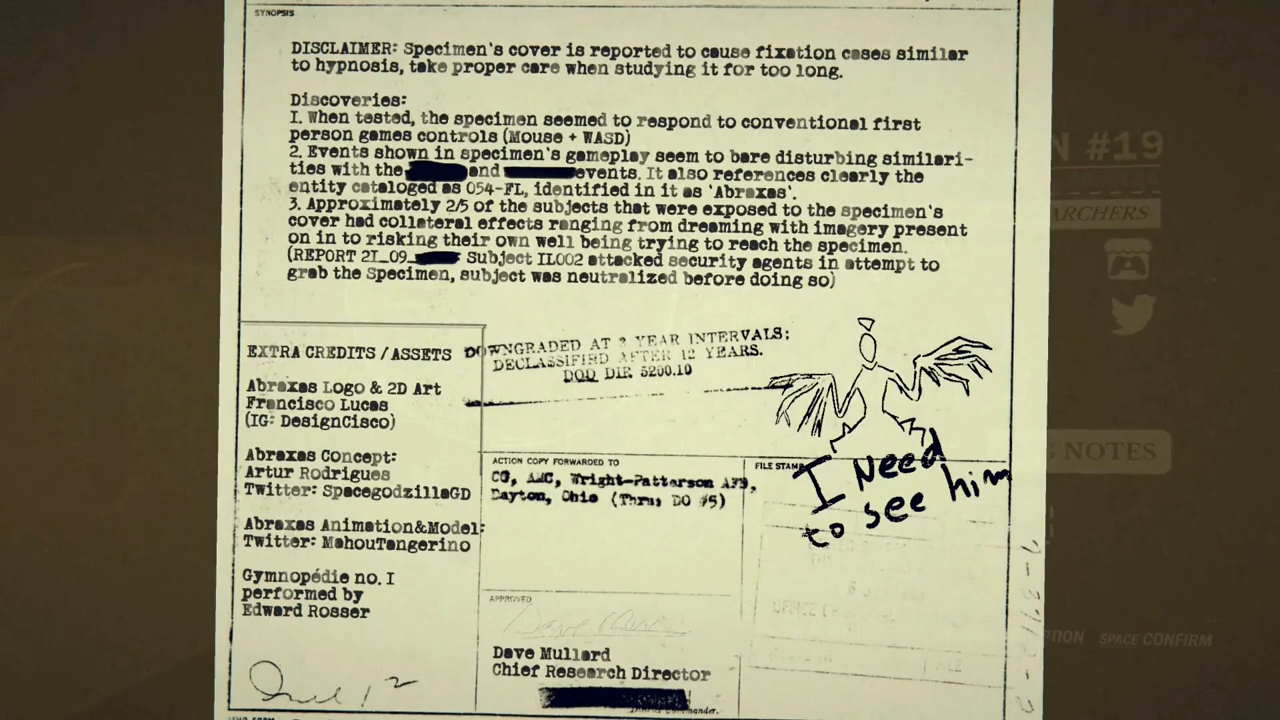 SYNOPSIS
DISCLAIMER: Specimen's cover is reported to cause fixation cases similar
to hypnosis, take proper care when studying it for too long.
Discoveries:
1. When tested, the specimen seemed to respond to conventional first
person games controls (Mouse + WASD)
2. Events shown in specimen's gameplay seem to bare disturbing similari-
ties with the and events. It also references clearly the
entity cataloged as 054-FL, identified in it as 'Abraxas'.
3. Approximately 2/5 of the subjects that were exposed to the specimen's
cover had collateral effects ranging from dreaming with imagery present
on in to risking their own well being trying to reach the specimen.
(REPORT 21_09_ Subject IL002 attacked security agents in attempt to
grab the Specimen, subject was neutralized before doing so)
EXTRA CREDITS / ASSETS
Abraxas Logo & 2D Art
Francisco Lucas
(IG: DesignCisco)
Abraxas Concept:
Artur Rodrigues
Twitter: SpacegodzillaGD
Abraxas Animation&Model:
Twitter: MahouTangerino
Gymnopédie no. 1
performed by
Edward Rosser
DOWNGRADED AT 3 YEAR INTERVALS;
DECLASSIFIED AFTER 12 YEARS.
DOD DIR 5200.10
ACTION COPY FORWARDED TO
CG, AMC, Wright-Patterson AFB,
Dayton, Ohio (Thru; DO #5)
FILE STAMP
I Need
to see him
APPROVED
Dave Mullard
Chief Research Director
N #19
ARCHERS
G NOTES
PTION
SPACE CONFIRM